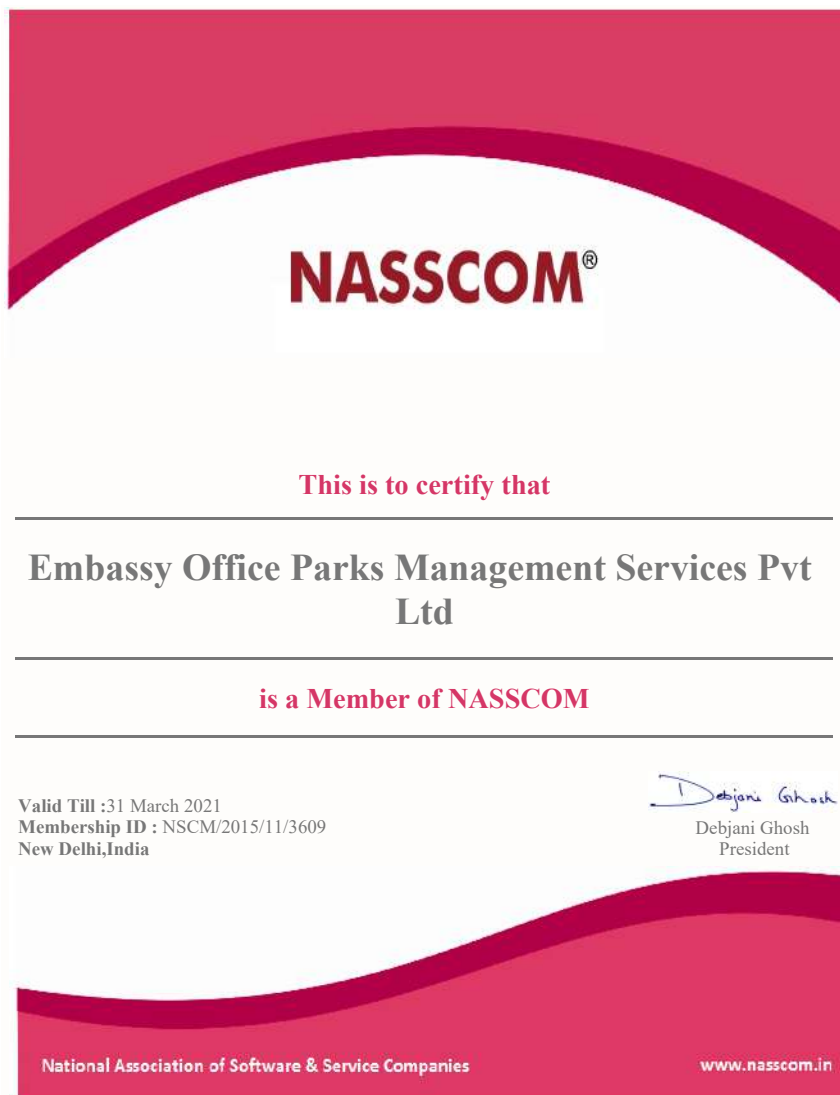 NASSCOM®
This is to certify that
Embassy Office Parks Management Services Pvt
Ltd
is a Member of NASSCOM
Valid Till :31 March 2021
Membership ID : NSCM/2015/11/3609
New Delhi,India
Debjani Ghosh
Debjani Ghosh
President
National Association of Software & Service Companies
www.nasscom.in